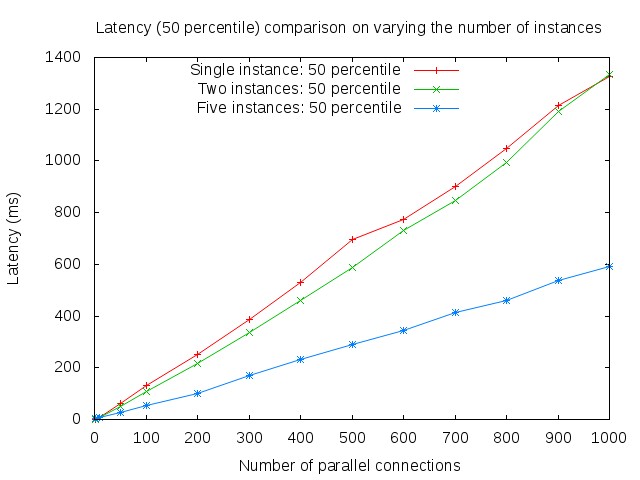 Latency (50 percentile) comparison on varying the number of instances
1400
1200
1000
800
600
400
200
0
Latency (ms)
Single instance: 50 percentile
Two instances: 50 percentile
Five instances: 50 percentile
0 100 200 300 400 500 600 700 800 900 1000
Number of parallel connections